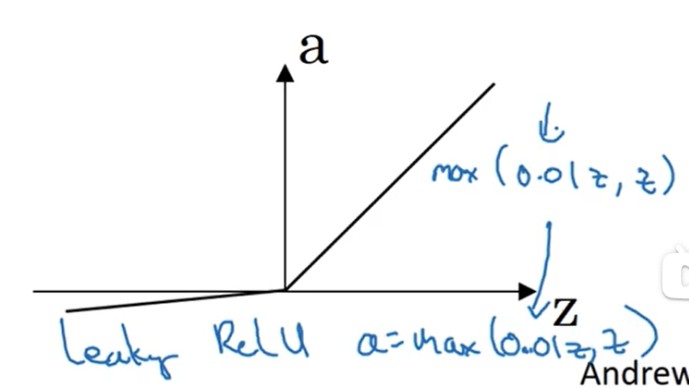 a
max (0.01z, z)
z
Leaky ReLU a=max(0.01z, z)
Andrew